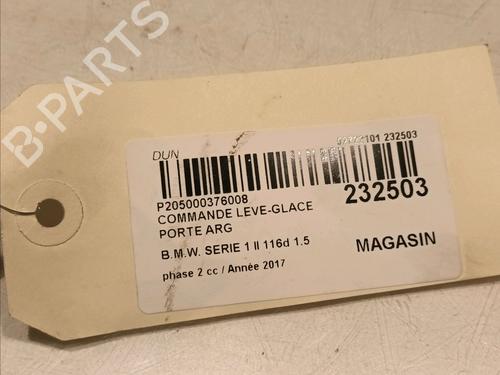 B-PARTS
DUN
232503
P205000376008
COMMANDE LEVE-GLACE
PORTE ARG
232503
B.M.W. SERIE 1 II 116d 1.5
MAGASIN
phase 2 cc / Année 2017